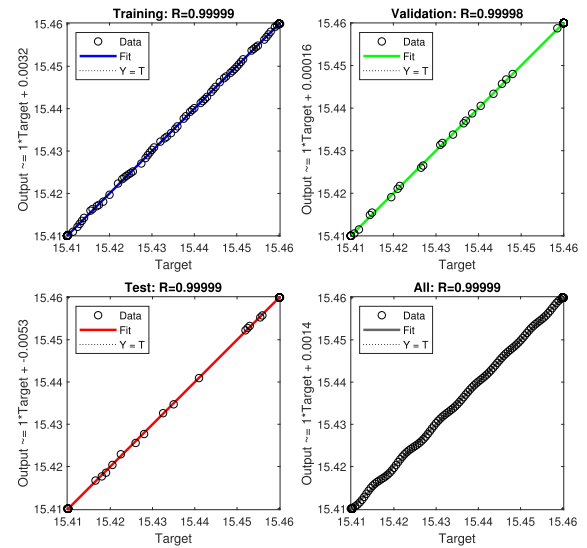 Training: R=0.99999
Output ~= 1*Target + 0.0032
15.46
15.45
15.44
15.43
15.42
15.41
Data
Fit
Y = T
15.41 15.42 15.43 15.44 15.45 15.46
Target
Validation: R=0.99998
Output ~= 1*Target + 0.00016
15.46
15.45
15.44
15.43
15.42
15.41
Data
Fit
Y = T
15.41 15.42 15.43 15.44 15.45 15.46
Target
Test: R=0.99999
Output ~= 1*Target + -0.0053
15.46
15.45
15.44
15.43
15.42
15.41
Data
Fit
Y = T
15.41 15.42 15.43 15.44 15.45 15.46
Target
All: R=0.99999
Output ~= 1*Target + 0.0014
15.46
15.45
15.44
15.43
15.42
15.41
Data
Fit
Y = T
15.41 15.42 15.43 15.44 15.45 15.46
Target